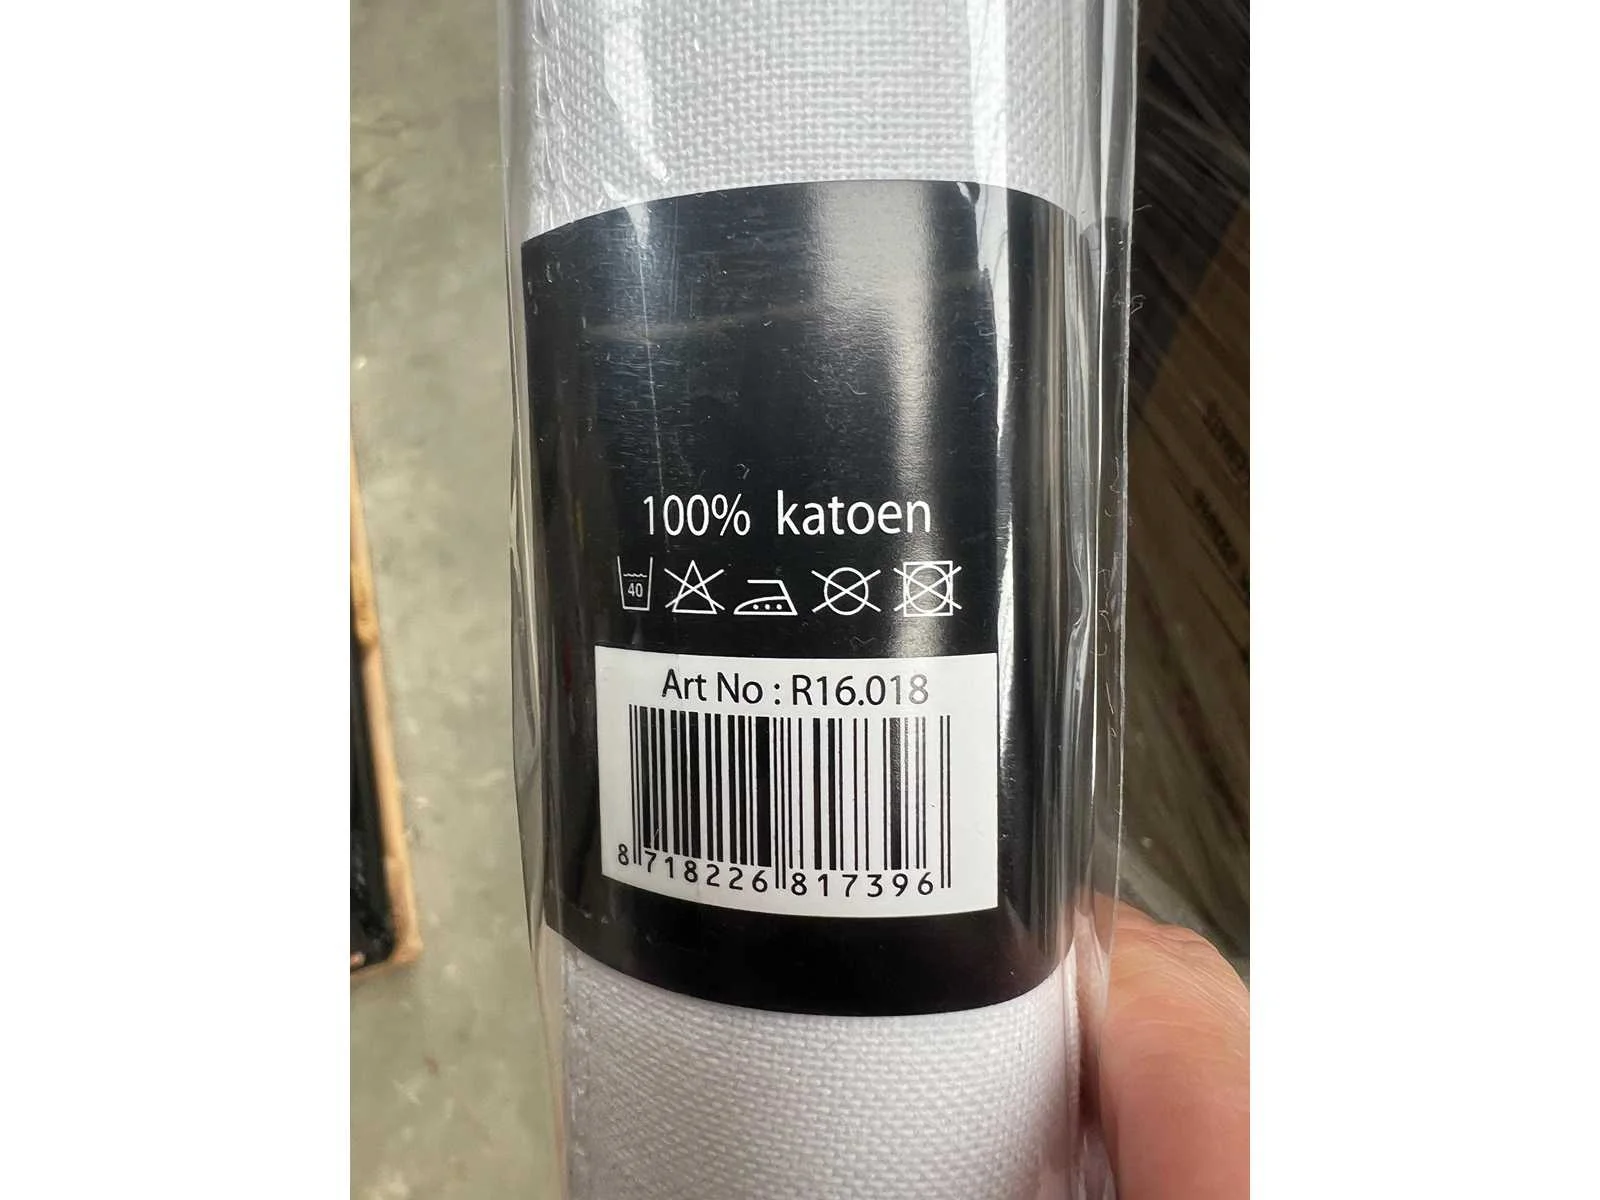 100% katoen
40
Art No : R16.018
8 718226 817396